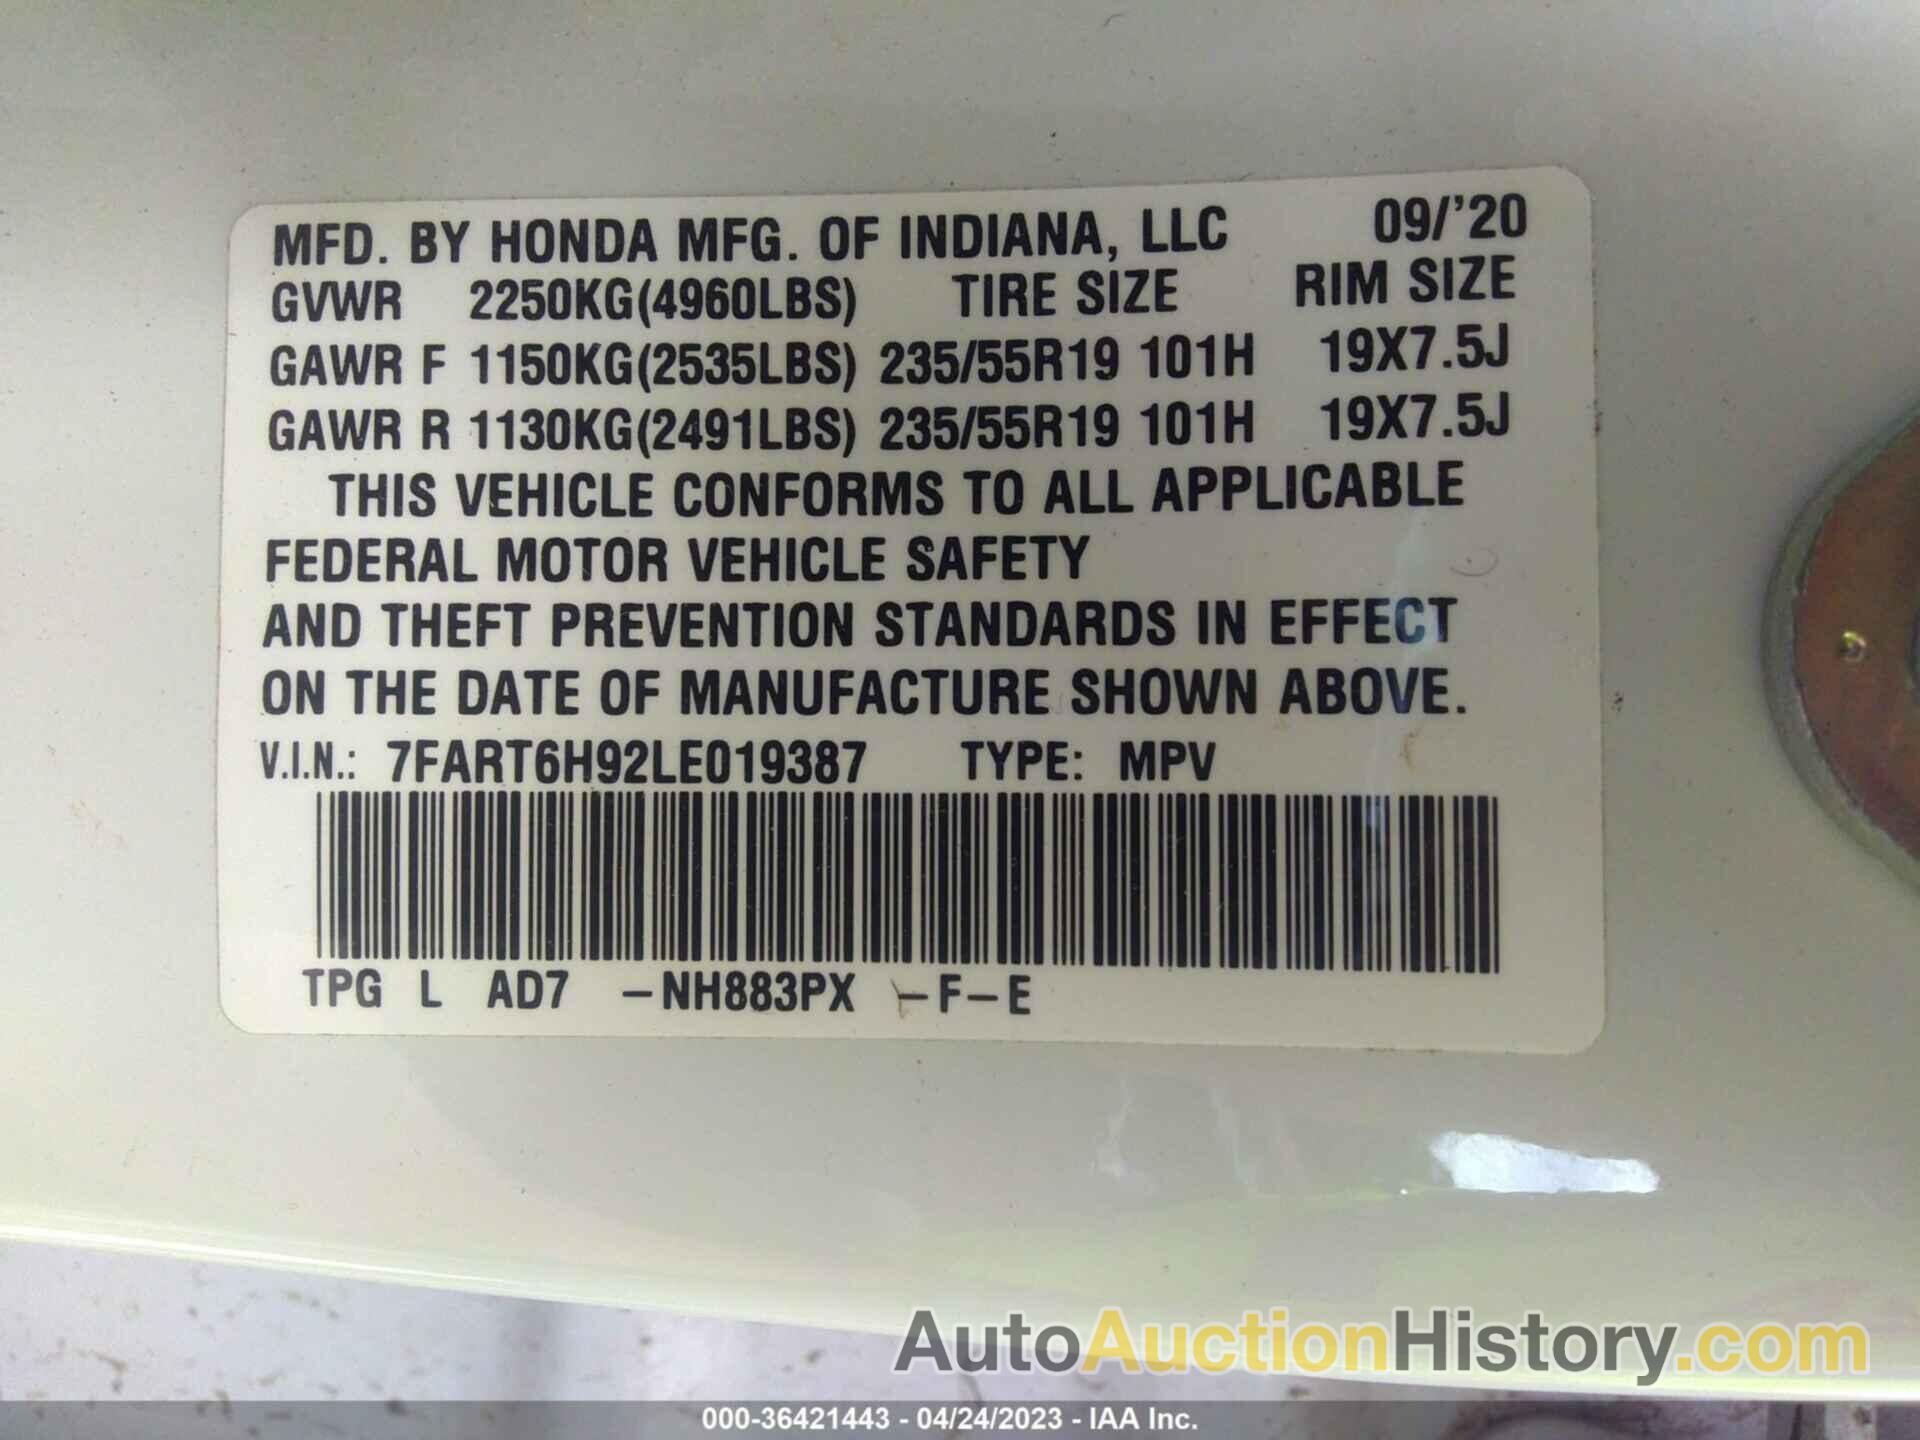 MFD. BY HONDA MFG. OF INDIANA, LLC 09/'20
GVWR 2250KG(4960LBS) TIRE SIZE RIM SIZE
GAWR F 1150KG(2535LBS) 235/55R19 101H 19X7.5J
GAWR R 1130KG(2491LBS) 235/55R19 101H 19X7.5J
THIS VEHICLE CONFORMS TO ALL APPLICABLE
FEDERAL MOTOR VEHICLE SAFETY
AND THEFT PREVENTION STANDARDS IN EFFECT
ON THE DATE OF MANUFACTURE SHOWN ABOVE.
V.I.N.: 7FART6H92LE019387 TYPE: MPV
TPG L AD7 -NH883PX -F-E
AutoAuctionHistory.com
000-36421443 - 04/24/2023 - IAA Inc.